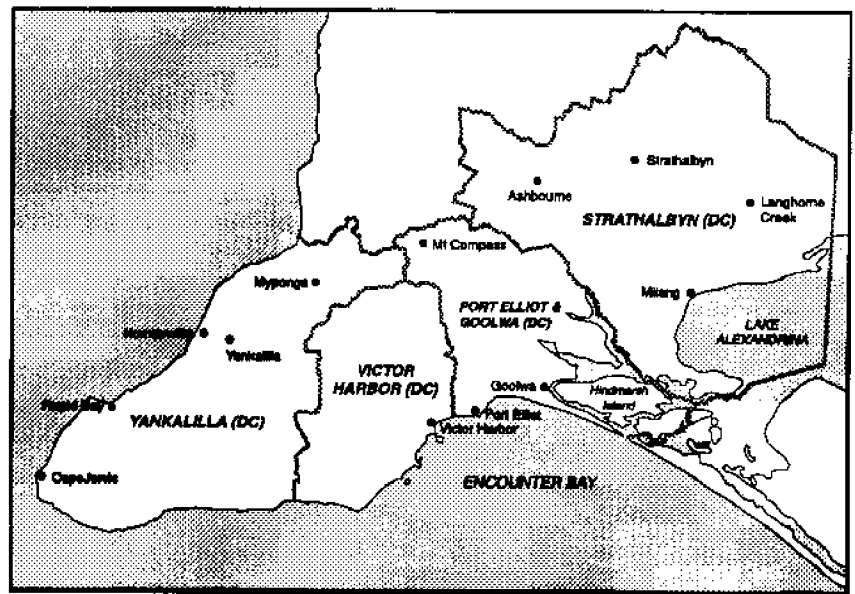 Strathalbyn
Ashbourne
Langhorne
Creek
STRATHALBYN (DC)
Mt Compass
Myponga
Milang
PORT ELLIOT &
GOOLWA (DC)
LAKE
ALEXANDRINA
Normanville
Yankalilla
VICTOR
HARBOR (DC)
Goolwa
Hindmarsh
Island
Rapid Bay
YANKALILLA (DC)
Port Elliot
Victor Harbor
Cape Jervis
ENCOUNTER BAY